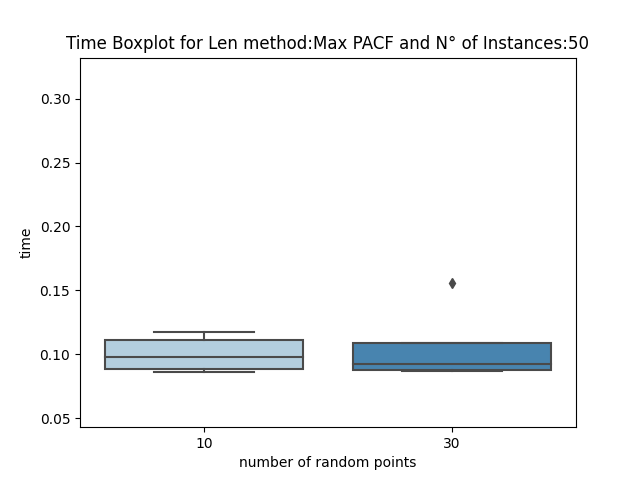 Time Boxplot for Len method:Max PACF and N° of Instances:50
0.30
0.25
0.20
0.15
0.10
0.05
time
10
30
number of random points